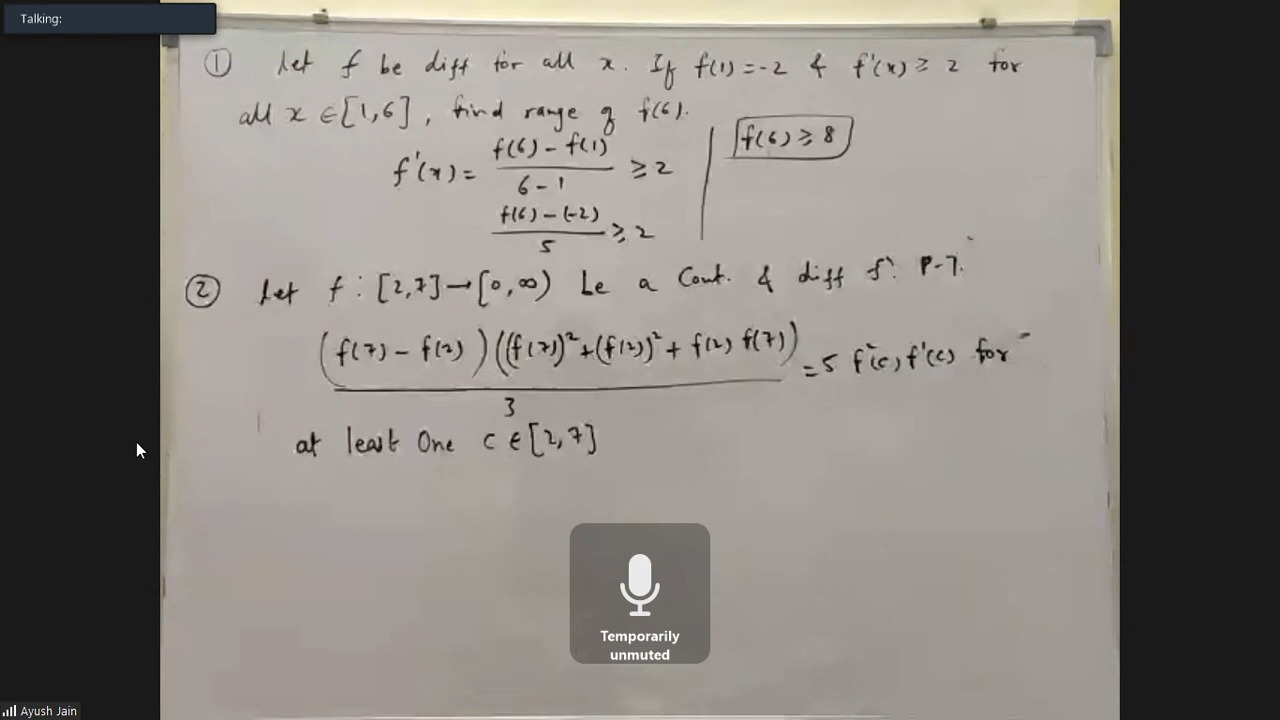 Talking:
① Let f be diff for all x. If f(1) = -2 & f'(x) ≥ 2 for
all x ∈ [1,6], find range of f(6).
f'(x) = (f(6) - f(1))/(6 - 1) ≥ 2
f(6) ≥ 8
(f(6) - (-2))/5 ≥ 2
② Let f : [2,7] → [0,∞) be a Cont. & diff fⁿ. P.T.
(f(7) - f(2))((f(7))² + (f(2))² + f(2) f(7))/3 = 5 f²(c) f'(c) for
at least One c ∈ [2,7]
Temporarily
unmuted
Ayush Jain